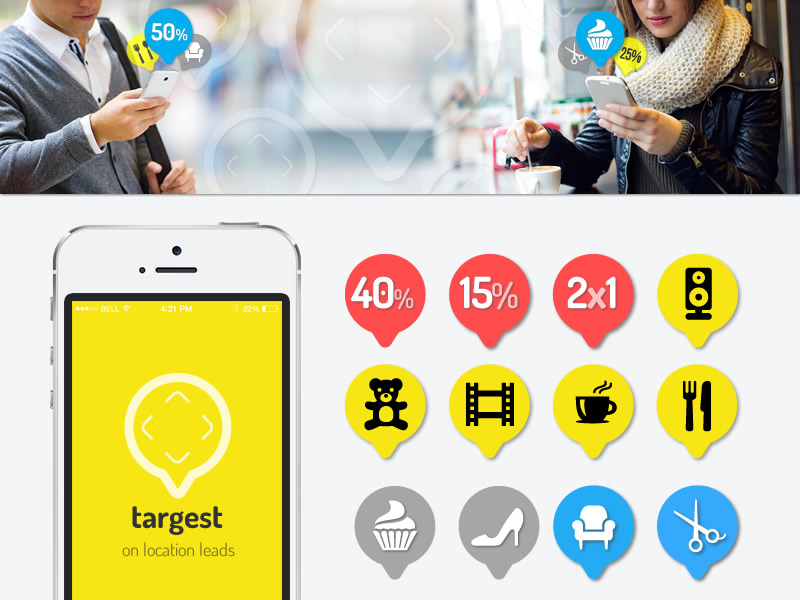 50%
25%
BELL 4:21 PM 22%
40% 15% 2x1
targest
on location leads